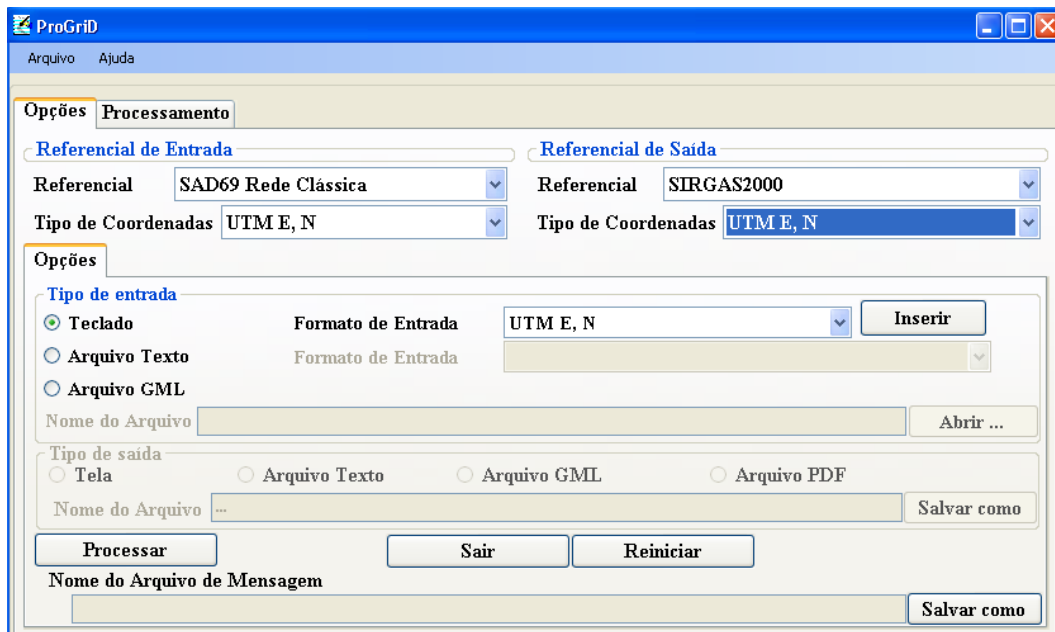 ProGriD
Arquivo Ajuda
Opções Processamento
Referencial de Entrada Referencial de Saída
Referencial SAD69 Rede Clássica Referencial SIRGAS2000
Tipo de Coordenadas UTM E, N Tipo de Coordenadas UTM E, N
Opções
Tipo de entrada
Teclado Formato de Entrada UTM E, N Inserir
Arquivo Texto Formato de Entrada
Arquivo GML
Nome do Arquivo Abrir ...
Tipo de saída
Tela Arquivo Texto Arquivo GML Arquivo PDF
Nome do Arquivo ... Salvar como
Processar Sair Reiniciar
Nome do Arquivo de Mensagem
Salvar como